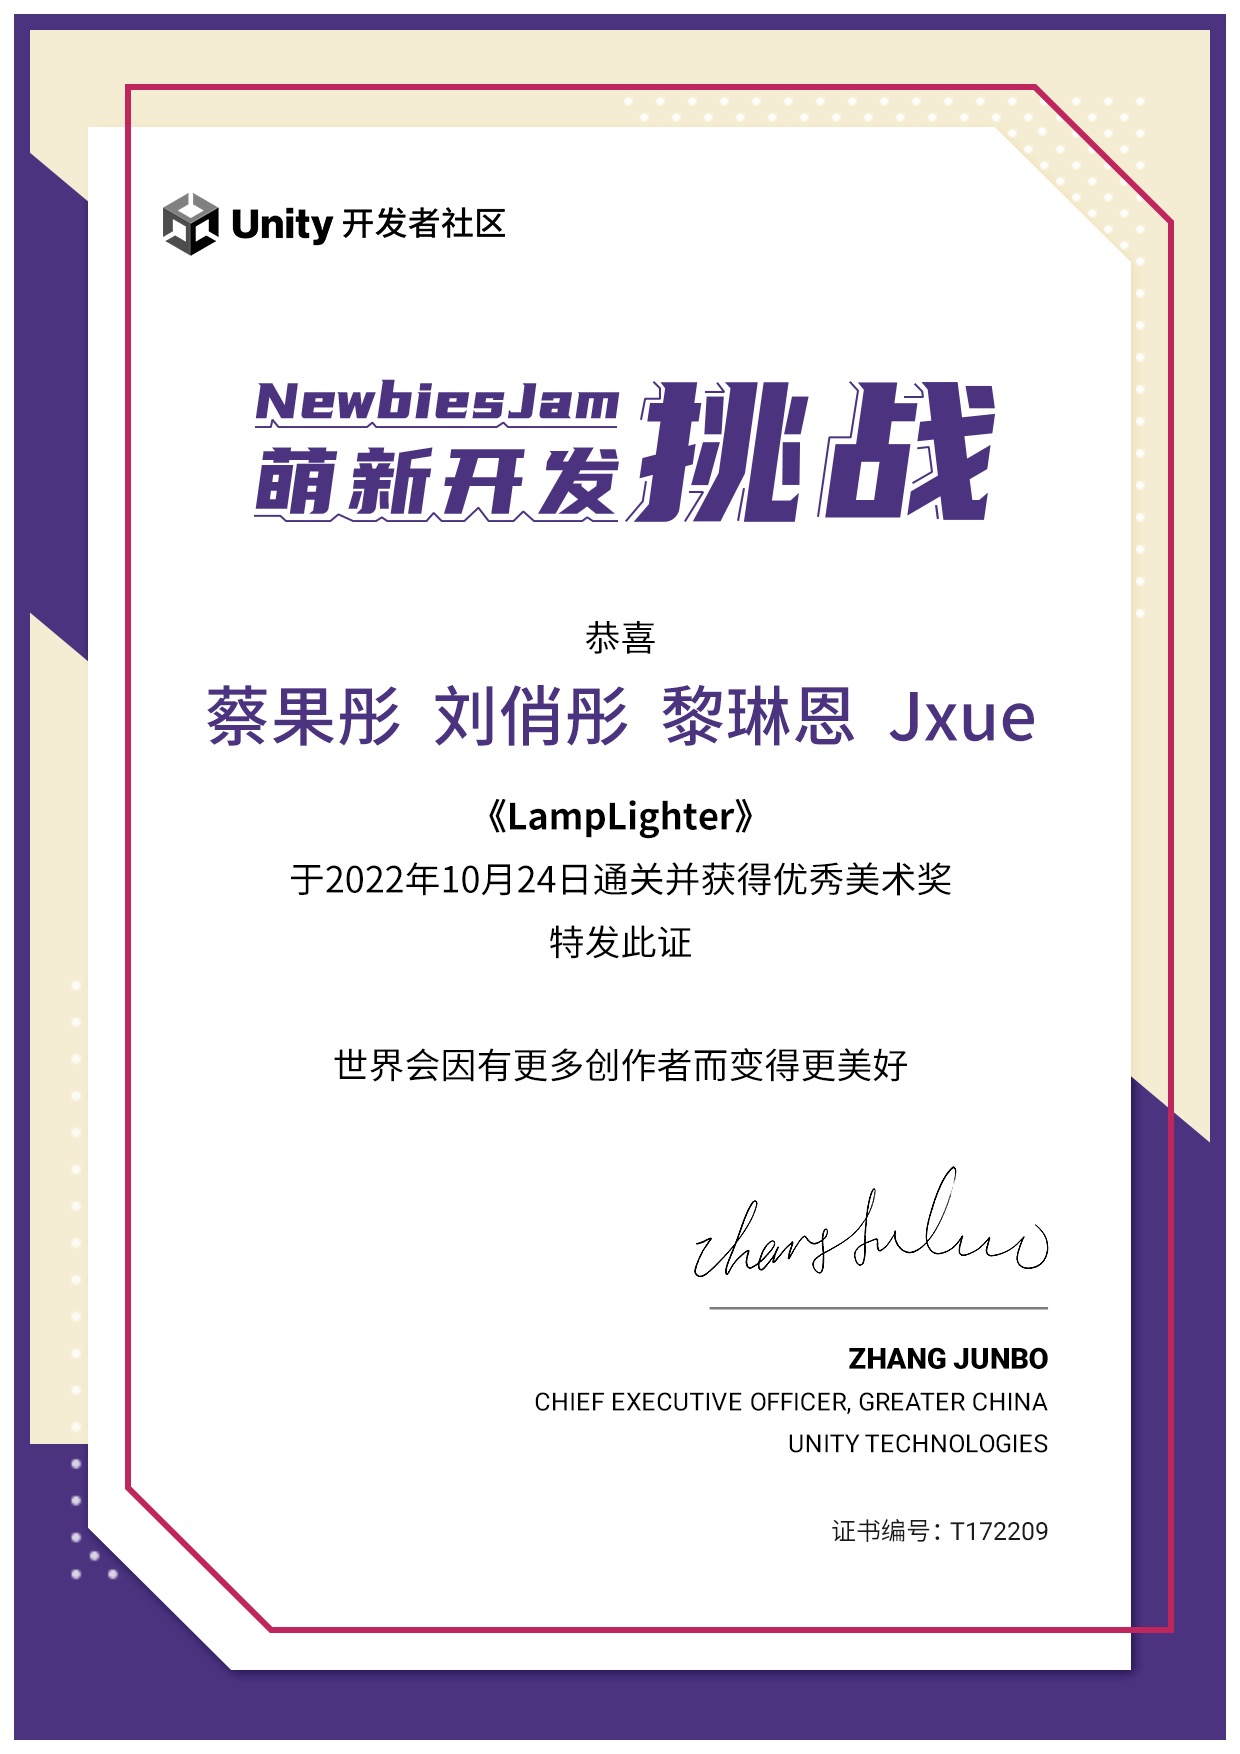 Unity 开发者社区
NewbiesJam
萌新开发挑战
恭喜
蔡果彤 刘俏彤 黎琳恩 Jxue
《LampLighter》
于2022年10月24日通关并获得优秀美术奖
特发此证
世界会因有更多创作者而变得更美好
zhang Junbo
ZHANG JUNBO
CHIEF EXECUTIVE OFFICER, GREATER CHINA
UNITY TECHNOLOGIES
证书编号：T172209